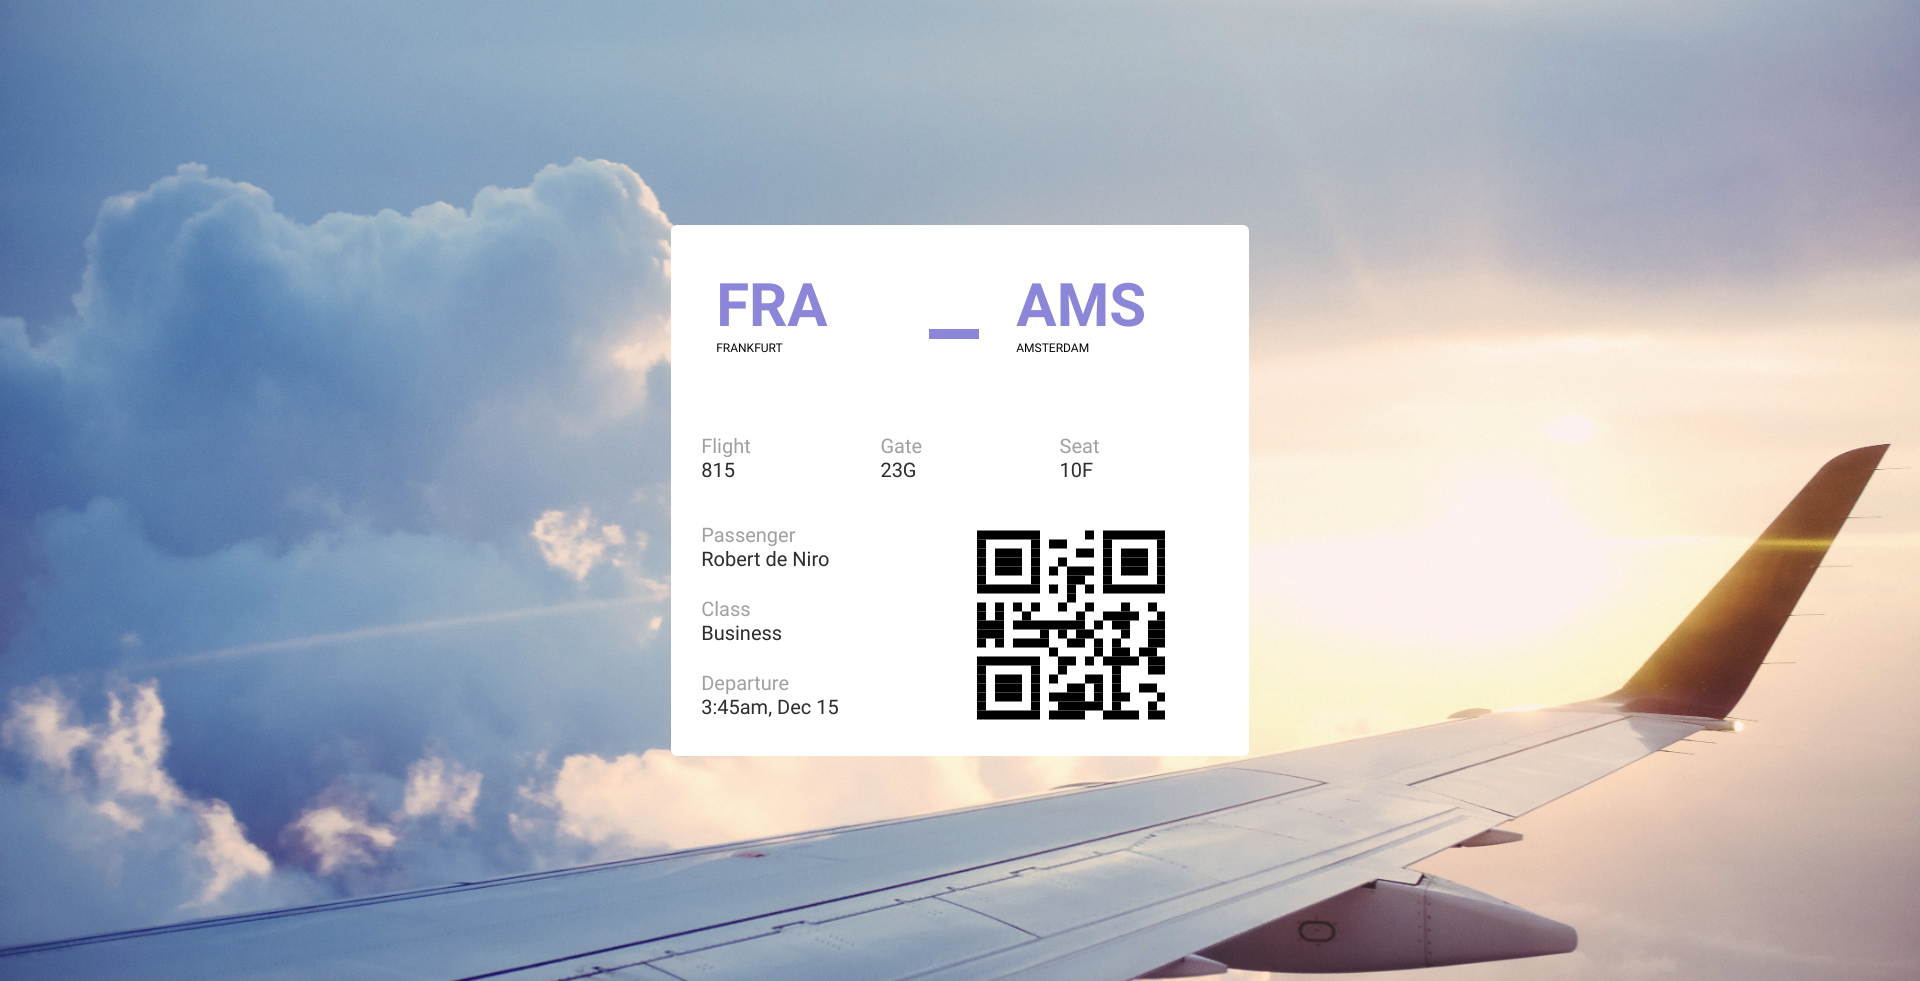 FRA
AMS
FRANKFURT
AMSTERDAM
Flight
Gate
Seat
815
23G
10F
Passenger
Robert de Niro
Class
Business
Departure
3:45am, Dec 15